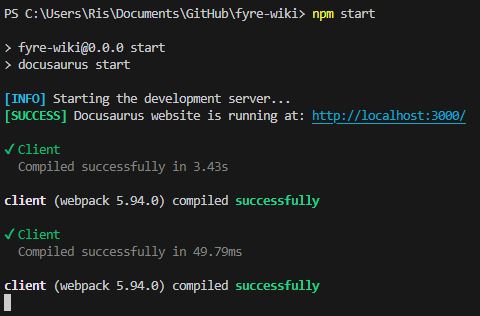 PS C:\Users\Ris\Documents\GitHub\fyre-wiki> npm start
> fyre-wiki@0.0.0 start
> docusaurus start
[INFO] Starting the development server...
[SUCCESS] Docusaurus website is running at: http://localhost:3000/
✓ Client
Compiled successfully in 3.43s
client (webpack 5.94.0) compiled successfully
✓ Client
Compiled successfully in 49.79ms
client (webpack 5.94.0) compiled successfully